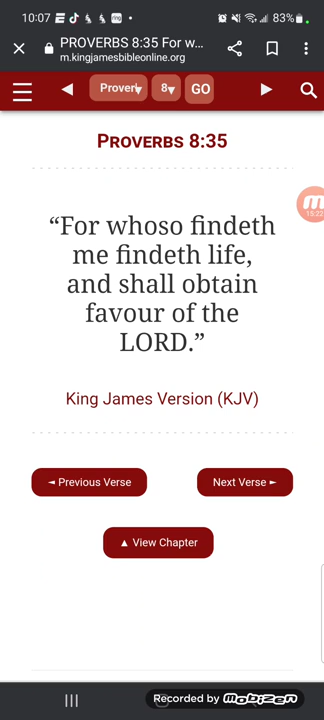 10:07
83%
PROVERBS 8:35 For w...
m.kingjamesbibleonline.org
Prover
8
GO
PROVERBS 8:35
15:22
“For whoso findeth
me findeth life,
and shall obtain
favour of the
LORD.”
King James Version (KJV)
◄ Previous Verse
Next Verse ►
▲ View Chapter
Recorded by mobizen